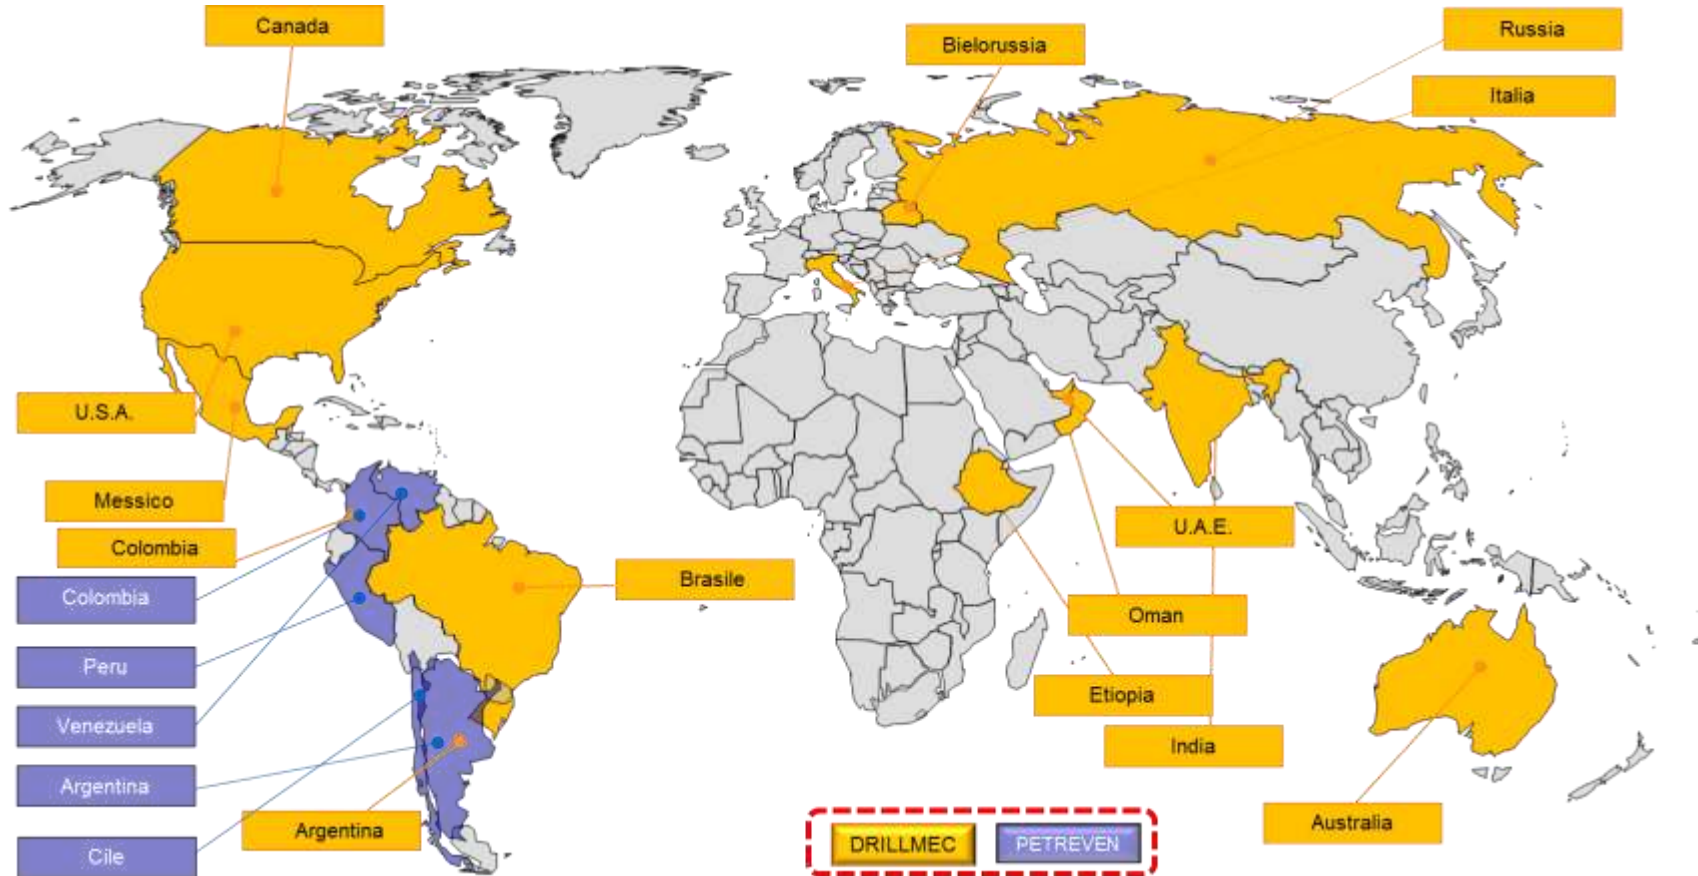 Canada
Bielorussia
Russia
Italia
U.S.A.
Messico
Colombia
Colombia
Peru
Venezuela
Argentina
Cile
Argentina
Brasile
U.A.E.
Oman
Etiopia
India
Australia
DRILLMEC
PETREVEN